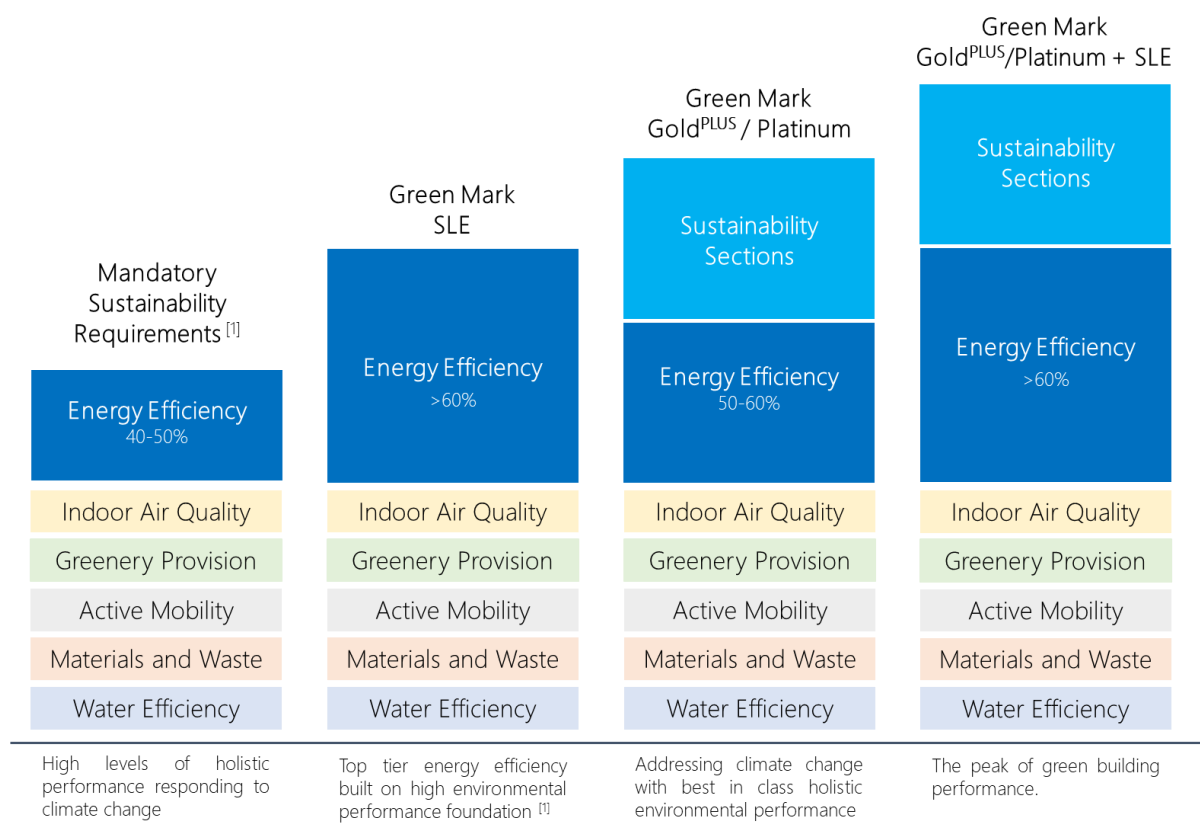 Mandatory
Sustainability
Requirements [1]
Energy Efficiency
40-50%
Indoor Air Quality
Greenery Provision
Active Mobility
Materials and Waste
Water Efficiency
High levels of holistic
performance responding to
climate change
Green Mark
SLE
Energy Efficiency
>60%
Indoor Air Quality
Greenery Provision
Active Mobility
Materials and Waste
Water Efficiency
Top tier energy efficiency
built on high environmental
performance foundation [1]
Green Mark
GoldPLUS / Platinum
Sustainability
Sections
Energy Efficiency
50-60%
Indoor Air Quality
Greenery Provision
Active Mobility
Materials and Waste
Water Efficiency
Addressing climate change
with best in class holistic
environmental performance
Green Mark
GoldPLUS/Platinum + SLE
Sustainability
Sections
Energy Efficiency
>60%
Indoor Air Quality
Greenery Provision
Active Mobility
Materials and Waste
Water Efficiency
The peak of green building
performance.